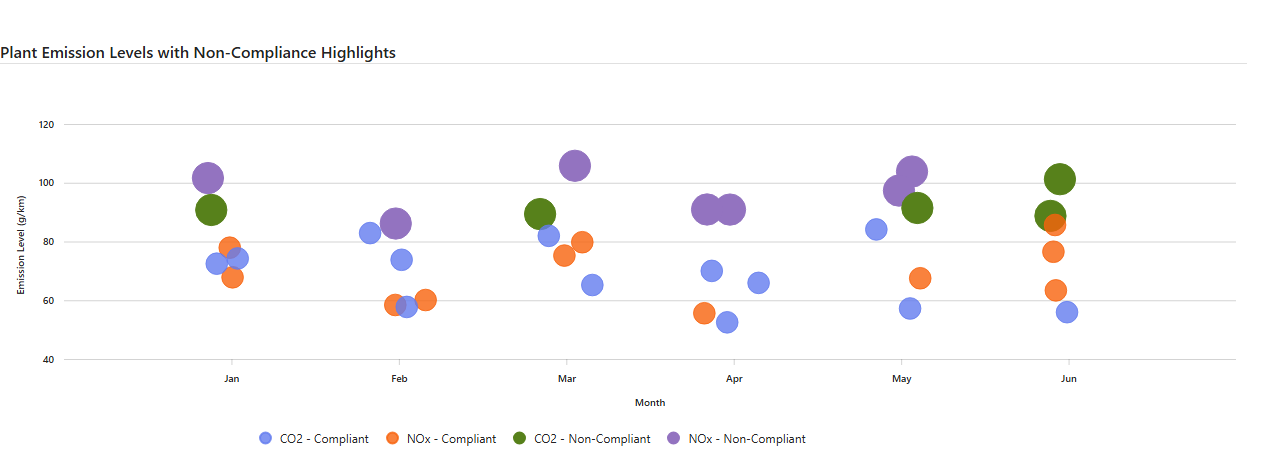 Plant Emission Levels with Non-Compliance Highlights
120
100
80
60
40
Emission Level (g/km)
Jan Feb Mar Apr May Jun
Month
CO2 - Compliant NOx - Compliant CO2 - Non-Compliant NOx - Non-Compliant